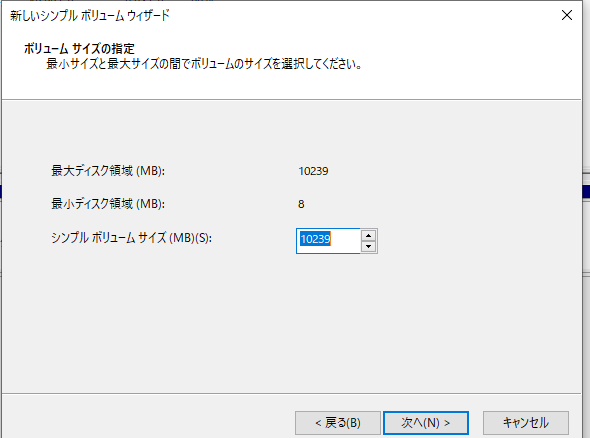 新しいシンプル ボリューム ウィザード
ボリューム サイズの指定
最小サイズと最大サイズの間でボリュームのサイズを選択してください。
最大ディスク領域 (MB): 10239
最小ディスク領域 (MB): 8
シンプル ボリューム サイズ (MB)(S): 10239
< 戻る(B) 次へ(N) > キャンセル